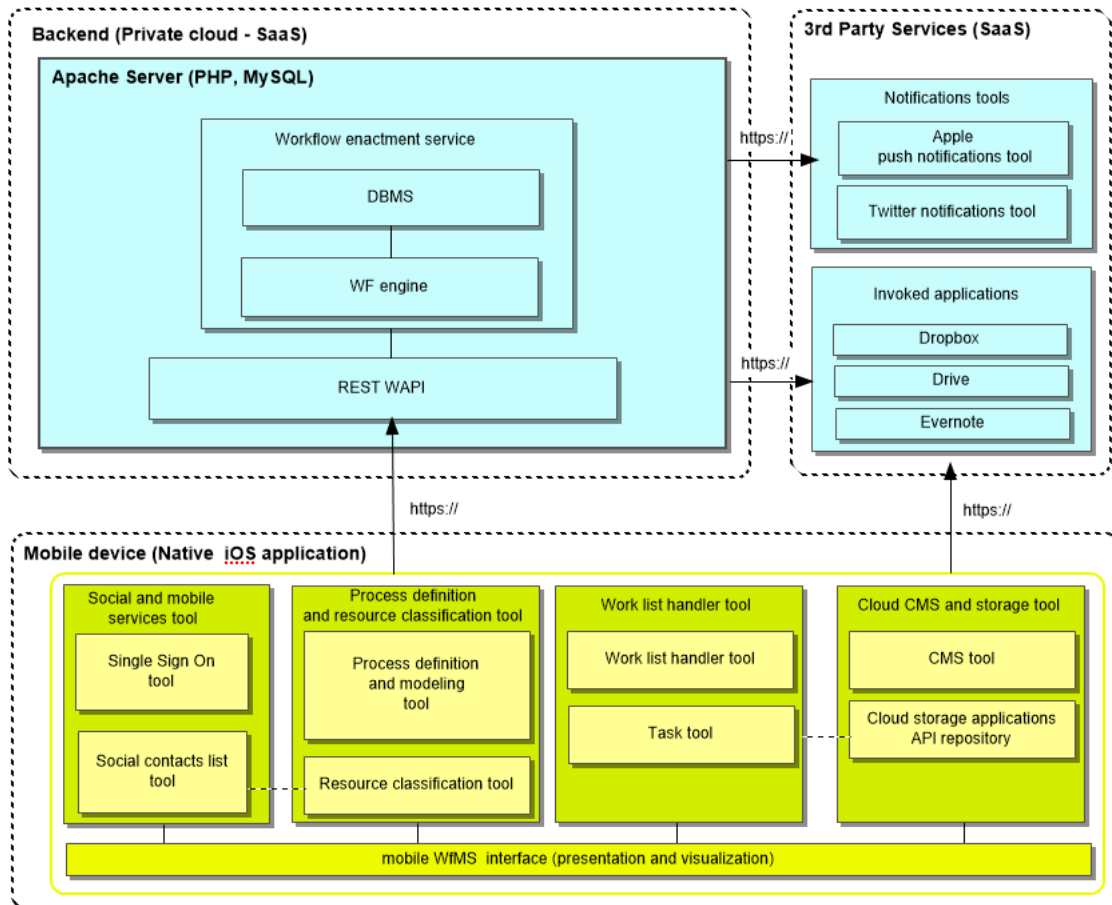 Backend (Private cloud - SaaS)
Apache Server (PHP, MySQL)
Workflow enactment service
DBMS
WF engine
REST WAPI
https://
https://
3rd Party Services (SaaS)
Notifications tools
Apple
push notifications tool
Twitter notifications tool
Invoked applications
Dropbox
Drive
Evernote
https://
https://
Mobile device (Native iOS application)
Social and mobile
services tool
Single Sign On
tool
Social contacts list
tool
Process definition
and resource classification tool
Process definition
and modeling
tool
Resource classification tool
Work list handler tool
Work list handler tool
Task tool
Cloud CMS and storage tool
CMS tool
Cloud storage applications
API repository
mobile WfMS interface (presentation and visualization)